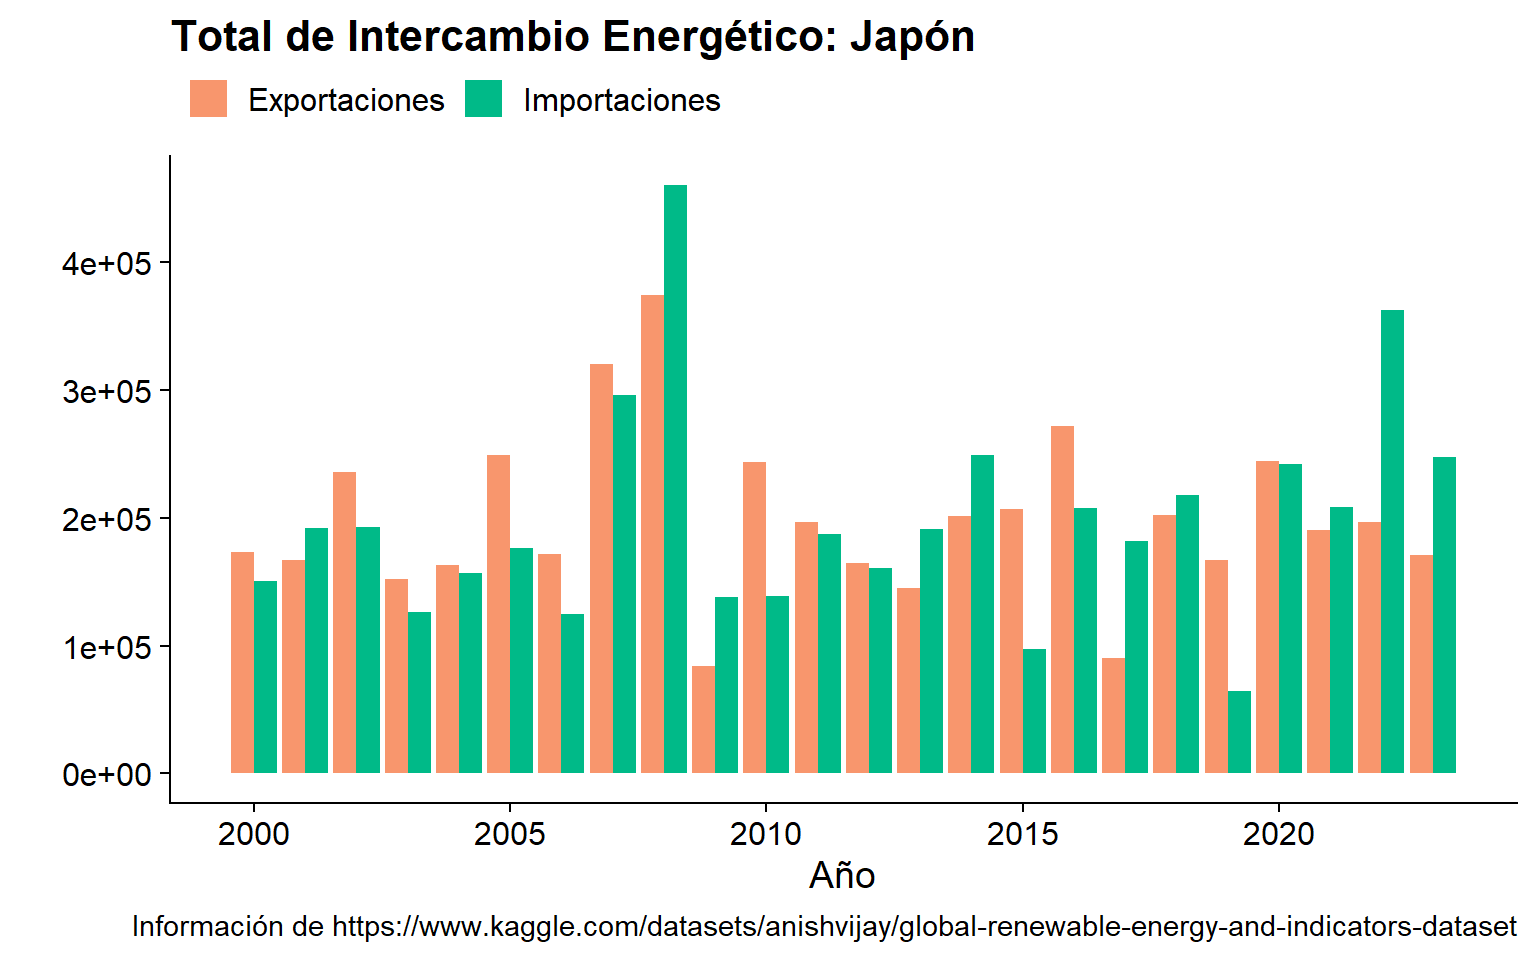 Total de Intercambio Energético: Japón
Exportaciones Importaciones
4e+05
3e+05
2e+05
1e+05
0e+00
2000 2005 2010 2015 2020
Año
Información de https://www.kaggle.com/datasets/anishvijay/global-renewable-energy-and-indicators-dataset